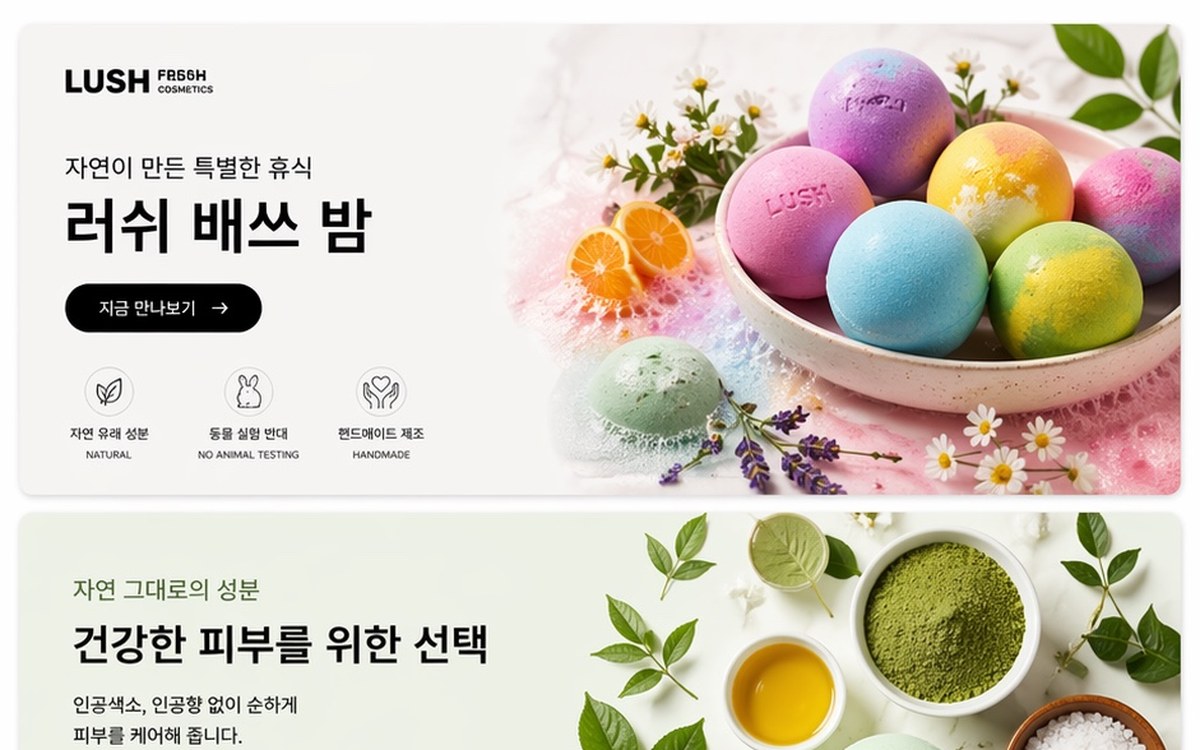 LUSH
COSMETICS
자연이 만든 특별한 휴식
러쉬 배쓰 밤
지금 만나보기 →
자연 유래 성분
NATURAL
동물 실험 반대
NO ANIMAL TESTING
핸드메이드 제조
HANDMADE
LUSH
자연 그대로의 성분
건강한 피부를 위한 선택
인공색소, 인공향 없이 순하게
피부를 케어해 줍니다.